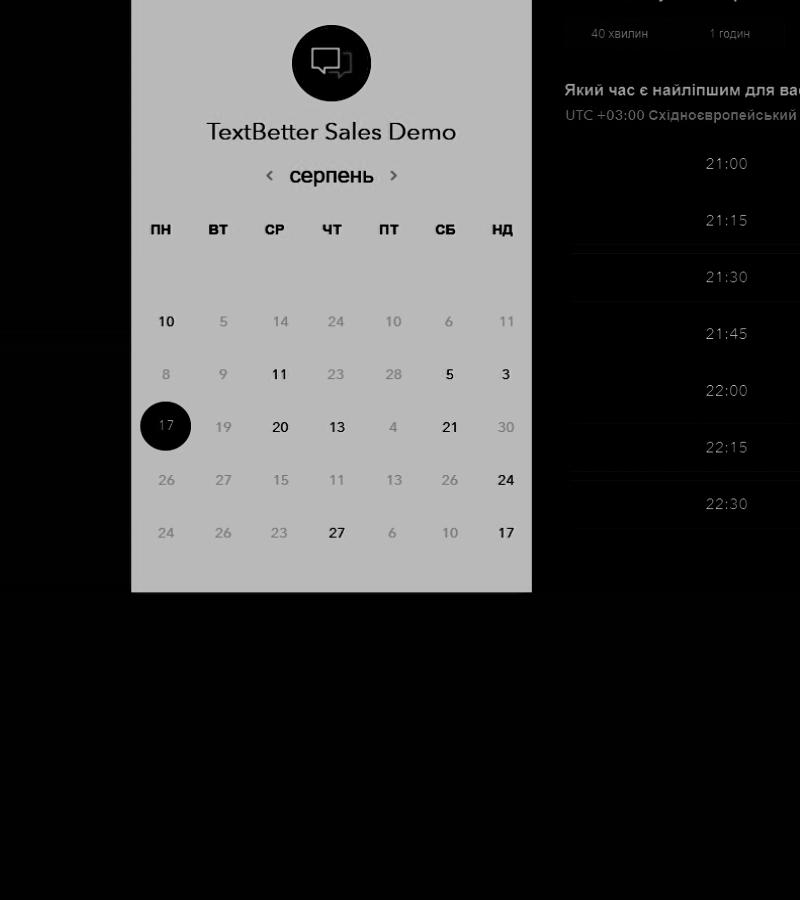 TextBetter Sales Demo
серпень
ПН ВТ СР ЧТ ПТ СБ НД
10 5 14 24 10 6 11
8 9 11 23 28 5 3
17 19 20 13 4 21 30
26 27 15 11 13 26 24
24 26 23 27 6 10 17
40 хвилин 1 годин
Який час є найліпшим для
UTC +03:00 Східноєвропейський
21:00
21:15
21:30
21:45
22:00
22:15
22:30